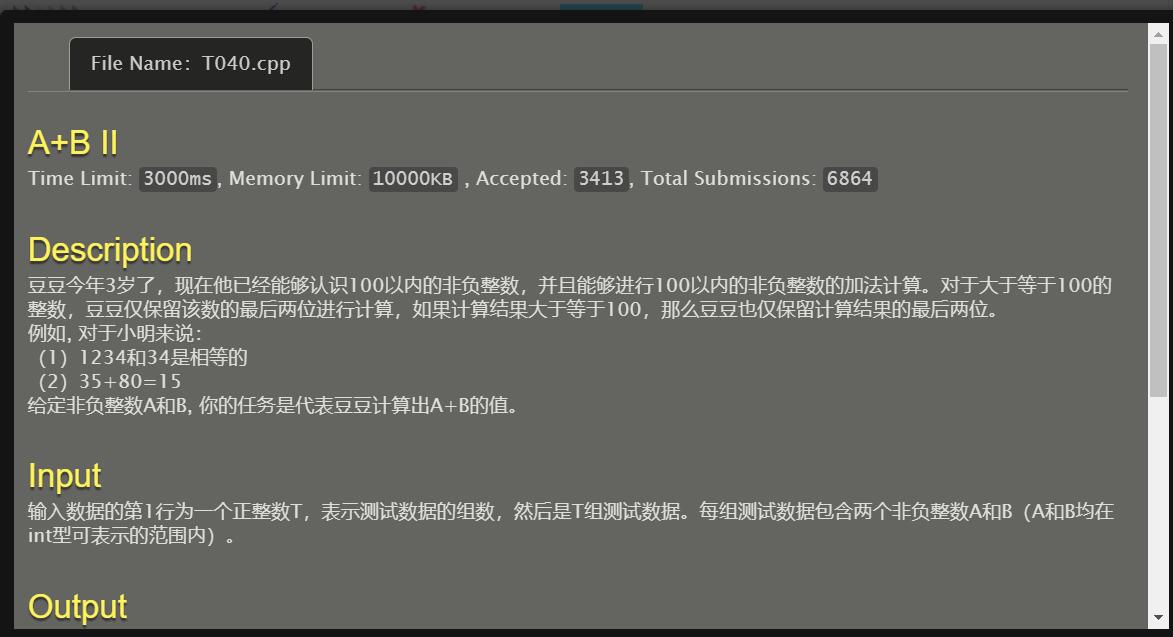 File Name：T040.cpp
A+B II
Time Limit: 3000ms, Memory Limit: 10000KB , Accepted: 3413, Total Submissions: 6864
Description
豆豆今年3岁了，现在他已经能够认识100以内的非负整数，并且能够进行100以内的非负整数的加法计算。对于大于等于100的
整数，豆豆仅保留该数的最后两位进行计算，如果计算结果大于等于100，那么豆豆也仅保留计算结果的最后两位。
例如, 对于小明来说：
（1）1234和34是相等的
（2）35+80=15
给定非负整数A和B, 你的任务是代表豆豆计算出A+B的值。
Input
输入数据的第1行为一个正整数T，表示测试数据的组数，然后是T组测试数据。每组测试数据包含两个非负整数A和B（A和B均在
int型可表示的范围内）。
Output